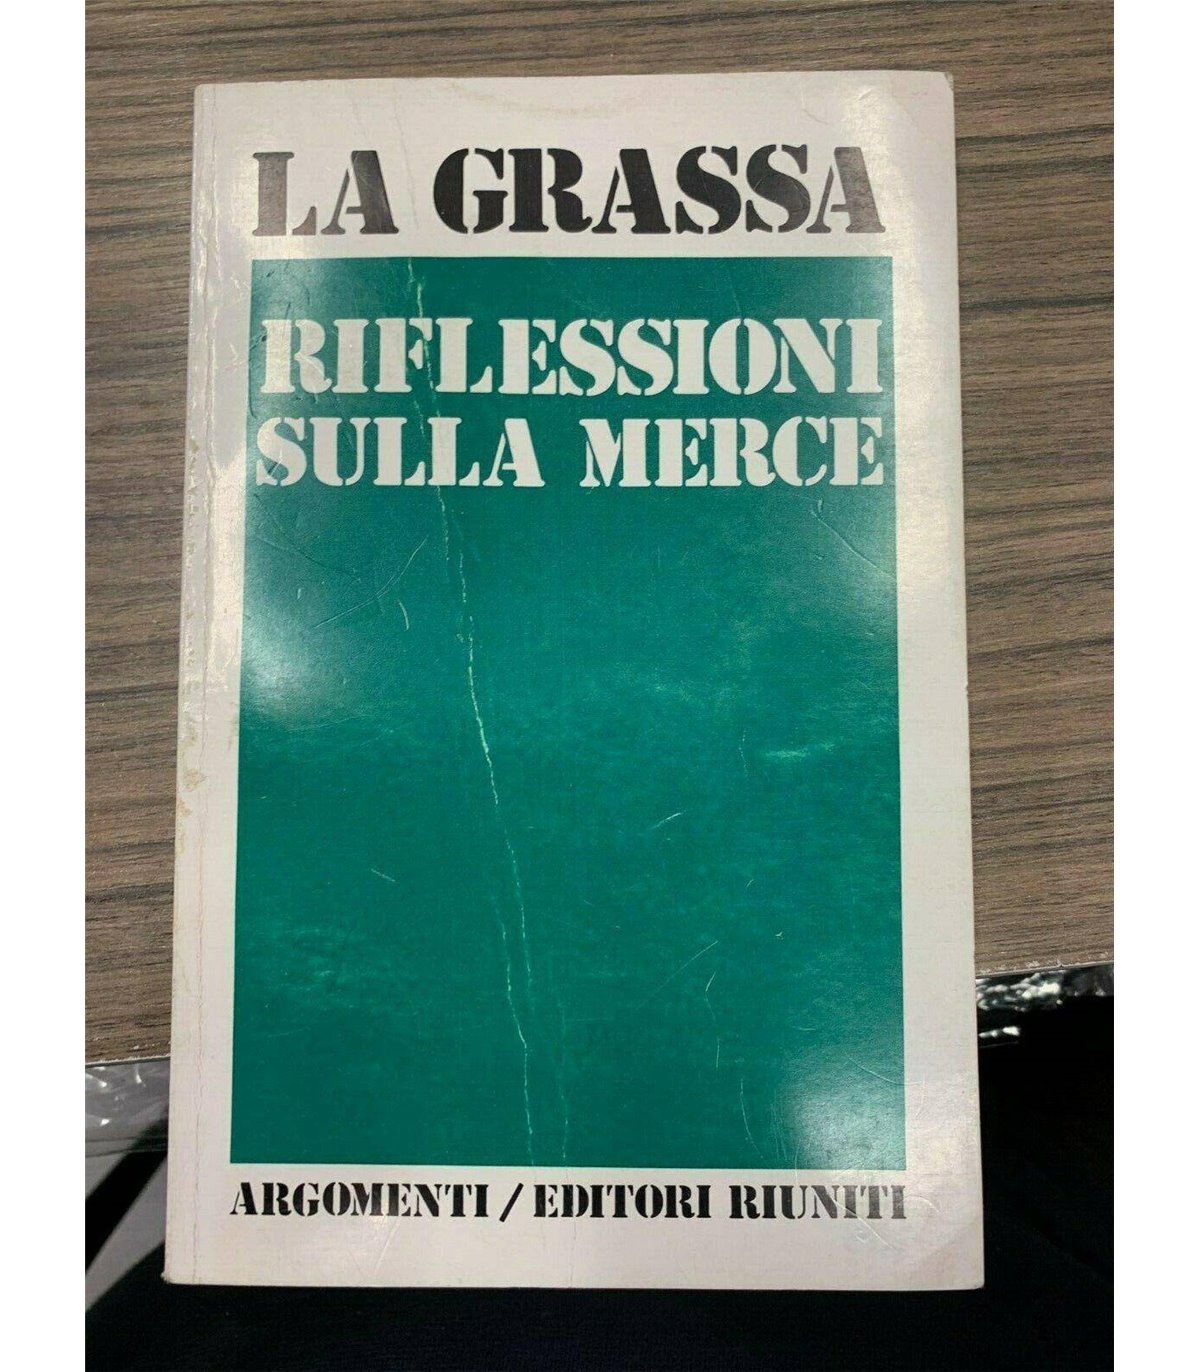 LA GRASSA
RIFLESSIONI
SULLA MERCE
ARGOMENTI / EDITORI RIUNITI